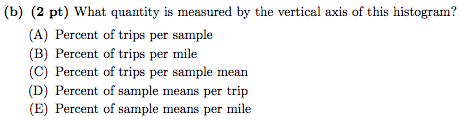 (b) (2 pt) What quantity is measured by the vertical axis of this histogram?
(A) Percent of trips per sample
(B) Percent of trips per mile
(C) Percent of trips per sample mean
(D) Percent of sample means per trip
(E) Percent of sample means per mile